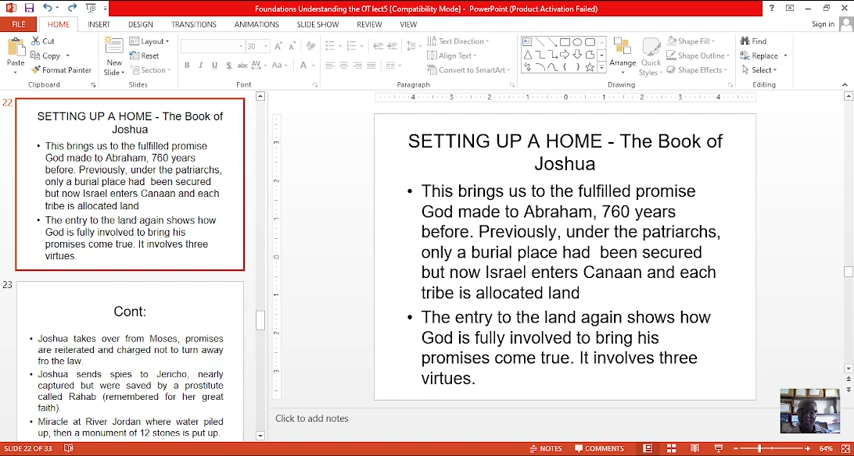 Foundations Understanding the OT lect5 [Compatibility Mode] - PowerPoint (Product Activation Failed)
FILE HOME INSERT DESIGN TRANSITIONS ANIMATIONS SLIDE SHOW REVIEW VIEW Sign in
Paste
Cut
Copy
Format Painter
Clipboard
New
Slide
Layout
Reset
Section
Slides
30
Font
Paragraph
Text Direction
Align Text
Convert to SmartArt
Arrange
Quick
Styles
Shape Fill
Shape Outline
Shape Effects
Drawing
Find
Replace
Select
Editing
22
SETTING UP A HOME - The Book of
Joshua
• This brings us to the fulfilled promise
God made to Abraham, 760 years
before. Previously, under the patriarchs,
only a burial place had been secured
but now Israel enters Canaan and each
tribe is allocated land
• The entry to the land again shows how
God is fully involved to bring his
promises come true. It involves three
virtues.
23
Cont:
• Joshua takes over from Moses, promises
are reiterated and charged not to turn away
fro the law.
• Joshua sends spies to Jericho, nearly
captured but were saved by a prostitute
called Rahab (remembered for her great
faith).
• Miracle at River Jordan where water piled
up, then a monument of 12 stones is put up.
SETTING UP A HOME - The Book of
Joshua
• This brings us to the fulfilled promise
God made to Abraham, 760 years
before. Previously, under the patriarchs,
only a burial place had been secured
but now Israel enters Canaan and each
tribe is allocated land
• The entry to the land again shows how
God is fully involved to bring his
promises come true. It involves three
virtues.
Click to add notes
SLIDE 22 OF 33 NOTES COMMENTS 64%